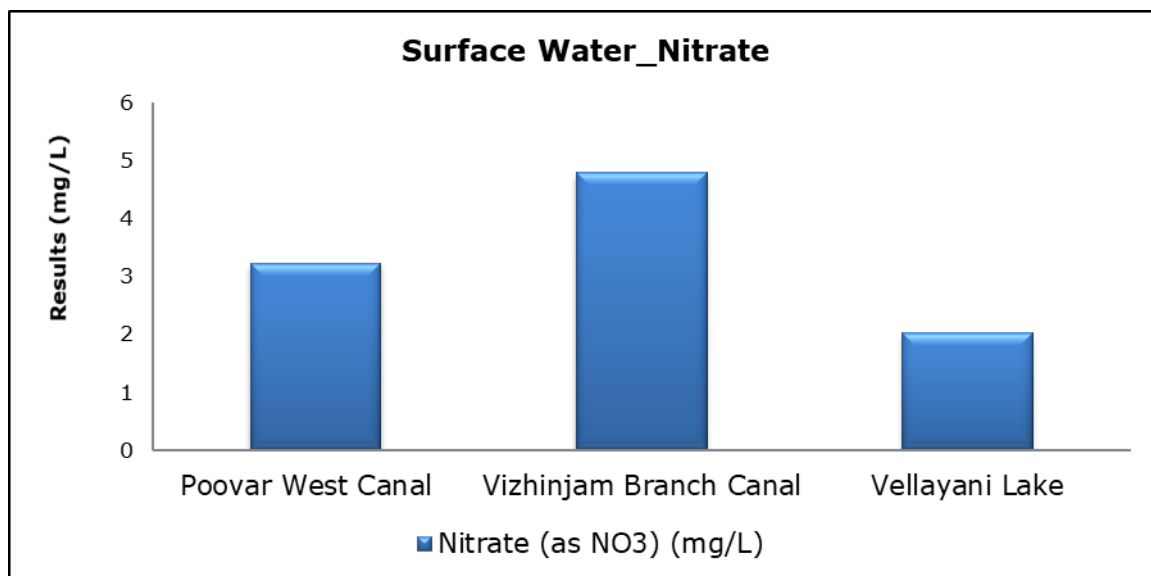 Surface Water_Nitrate
Results (mg/L)
6
5
4
3
2
1
0
Poovar West Canal
Vizhinjam Branch Canal
Vellayani Lake
Nitrate (as NO3) (mg/L)